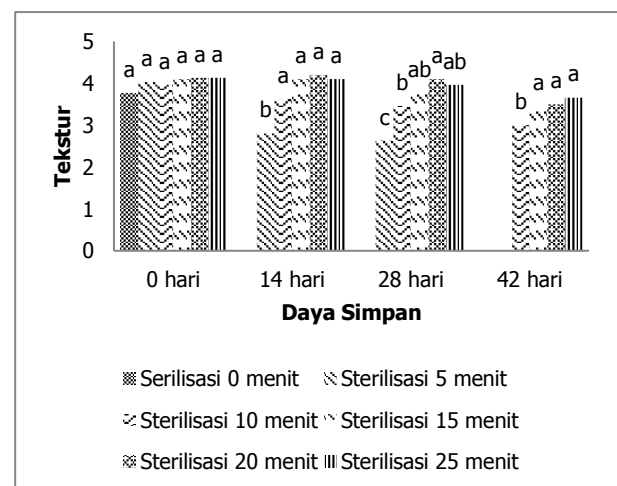 5
4
3
2
1
0
Tekstur
a a a a a a
b a a a a
c b ab a ab
b a a a
0 hari 14 hari 28 hari 42 hari
Daya Simpan
Serilisasi 0 menit Sterilisasi 5 menit
Sterilisasi 10 menit Sterilisasi 15 menit
Sterilisasi 20 menit Sterilisasi 25 menit